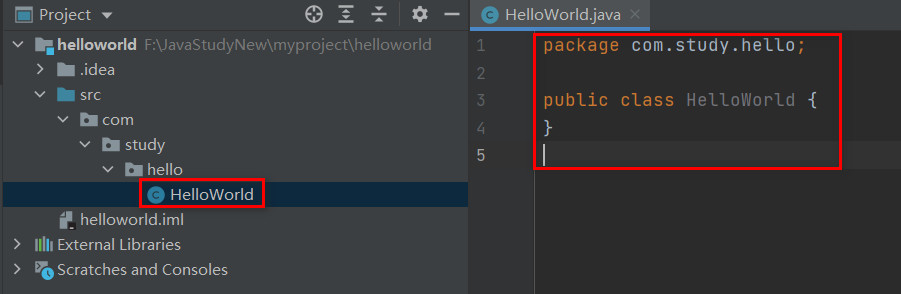 Project
helloworld F:\JavaStudyNew\myproject\helloworld
.idea
src
com
study
hello
HelloWorld
helloworld.iml
External Libraries
Scratches and Consoles
HelloWorld.java
1 package com.study.hello;
2
3 public class HelloWorld {
4 }
5